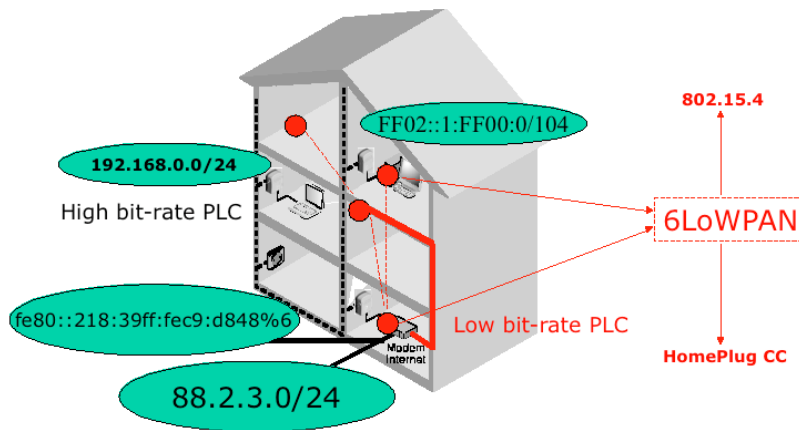 802.15.4
FF02::1:FF00:0/104
192.168.0.0/24
High bit-rate PLC
6LoWPAN
fe80::218:39ff:fec9:d848%6
Low bit-rate PLC
Modem
Internet
HomePlug CC
88.2.3.0/24